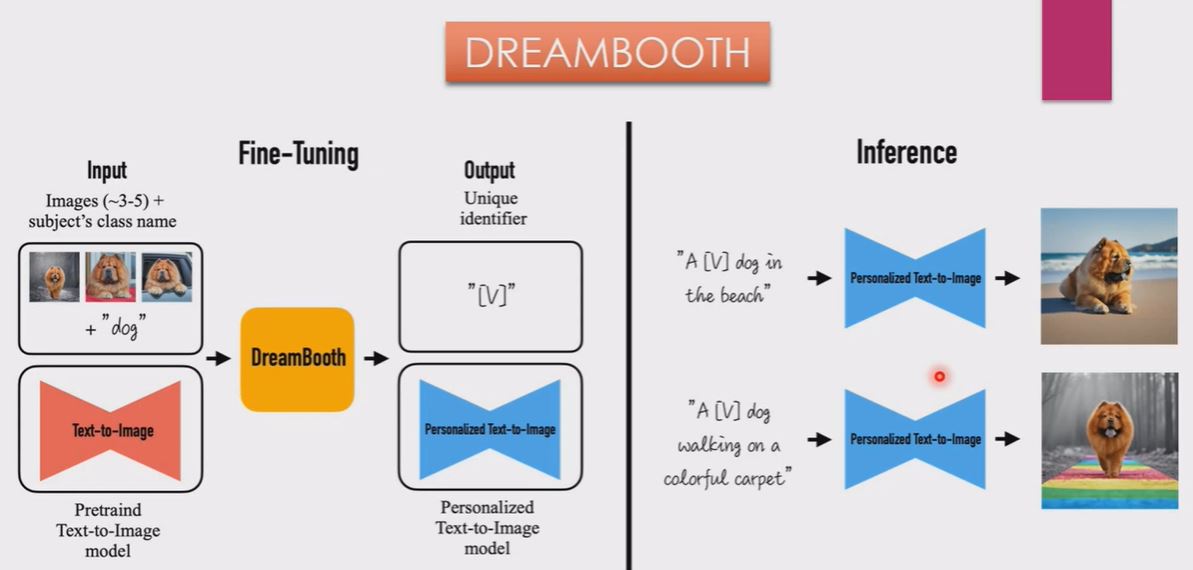 DREAMBOOTH
Fine-Tuning
Input
Images (~3-5) +
subject's class name
+ "dog"
Text-to-Image
Pretraind
Text-to-Image
model
DreamBooth
Output
Unique
identifier
"[V]"
Personalized Text-to-Image
Personalized
Text-to-Image
model
Inference
"A [V] dog in
the beach"
Personalized Text-to-Image
"A [V] dog
walking on a
colorful carpet"
Personalized Text-to-Image